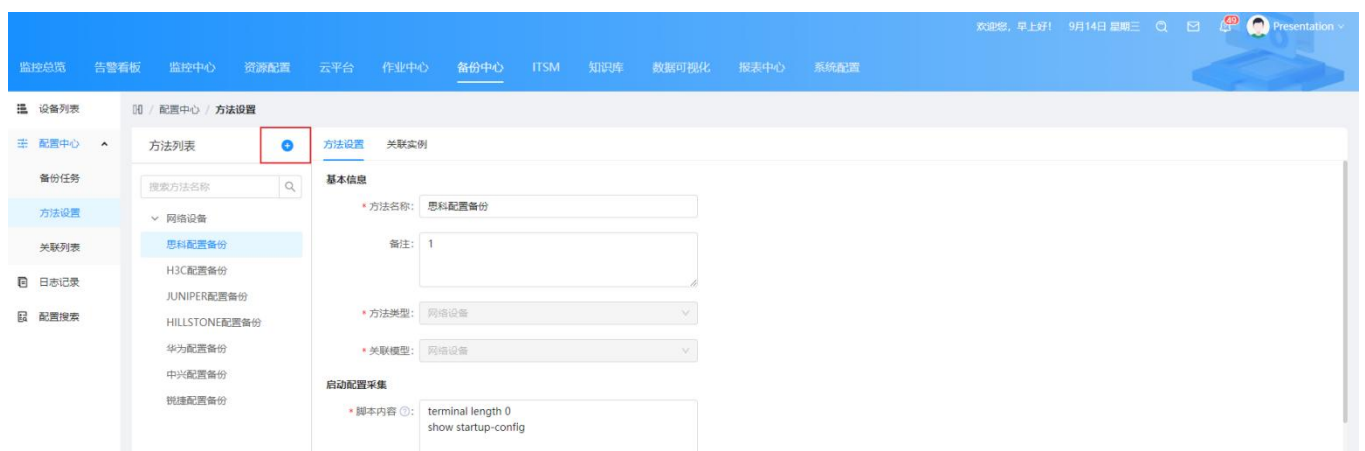 欢迎您，早上好! 9月14日 星期三 49 Presentation
监控总览 告警看板 监控中心 资源配置 云平台 作业中心 备份中心 ITSM 知识库 数据可视化 报表中心 系统配置
设备列表
配置中心
备份任务
方法设置
关联列表
日志记录
配置搜索
/ 配置中心 / 方法设置
方法列表
搜索方法名称
网络设备
思科配置备份
H3C配置备份
JUNIPER配置备份
HILLSTONE配置备份
华为配置备份
中兴配置备份
锐捷配置备份
方法设置 关联实例
基本信息
* 方法名称: 思科配置备份
备注: 1
* 方法类型: 网络设备
* 关联模型: 网络设备
启动配置采集
* 脚本内容 ?: terminal length 0
show startup-config